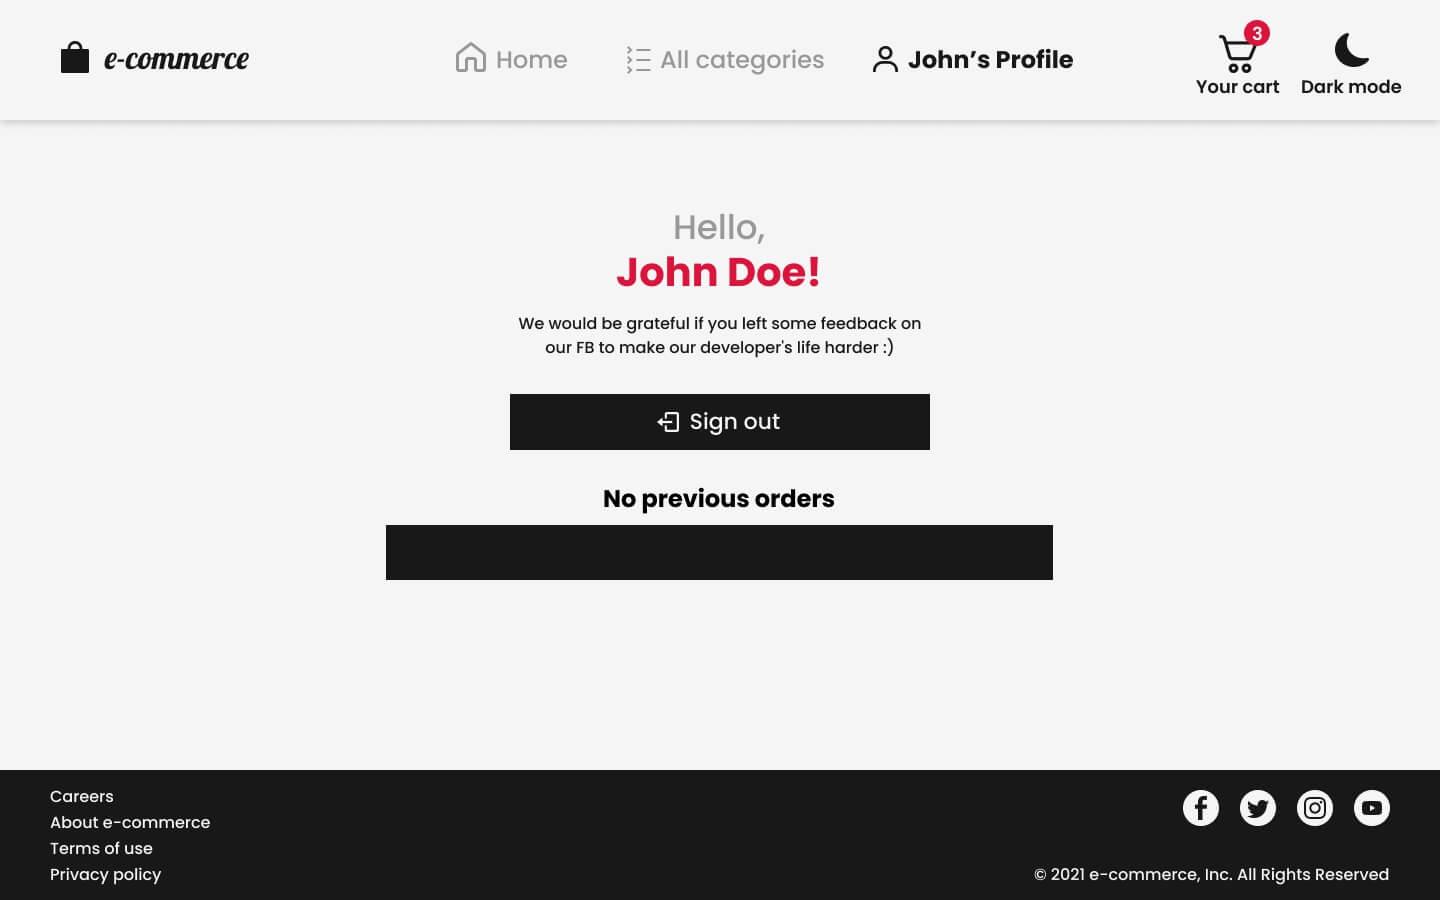 e-commerce
Home
All categories
John’s Profile
3
Your cart
Dark mode
Hello,
John Doe!
We would be grateful if you left some feedback on
our FB to make our developer's life harder :)
Sign out
No previous orders
Careers
About e-commerce
Terms of use
Privacy policy
© 2021 e-commerce, Inc. All Rights Reserved